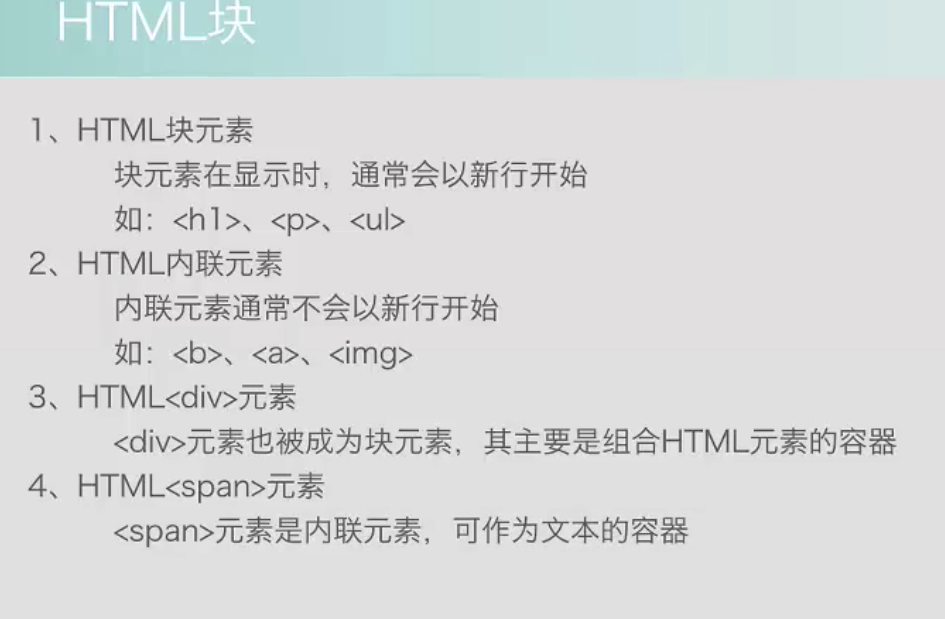 HTML块
1、HTML块元素
块元素在显示时，通常会以新行开始
如：<h1>、<p>、<ul>
2、HTML内联元素
内联元素通常不会以新行开始
如：<b>、<a>、<img>
3、HTML<div>元素
<div>元素也被成为块元素，其主要是组合HTML元素的容器
4、HTML<span>元素
<span>元素是内联元素，可作为文本的容器